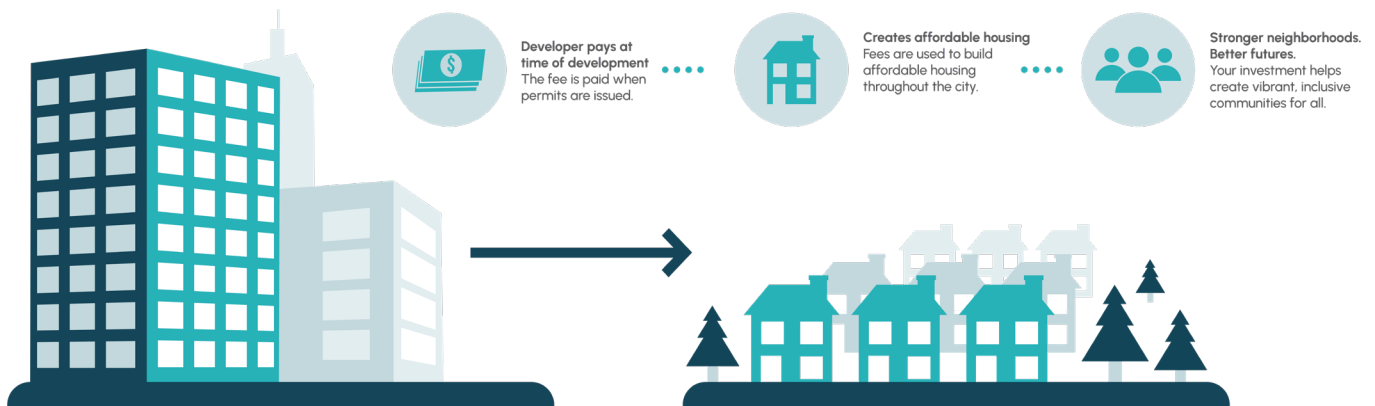 Developer pays at
time of development
The fee is paid when
permits are issued.
Creates affordable housing
Fees are used to build
affordable housing
throughout the city.
Stronger neighborhoods.
Better futures.
Your investment helps
create vibrant, inclusive
communities for all.